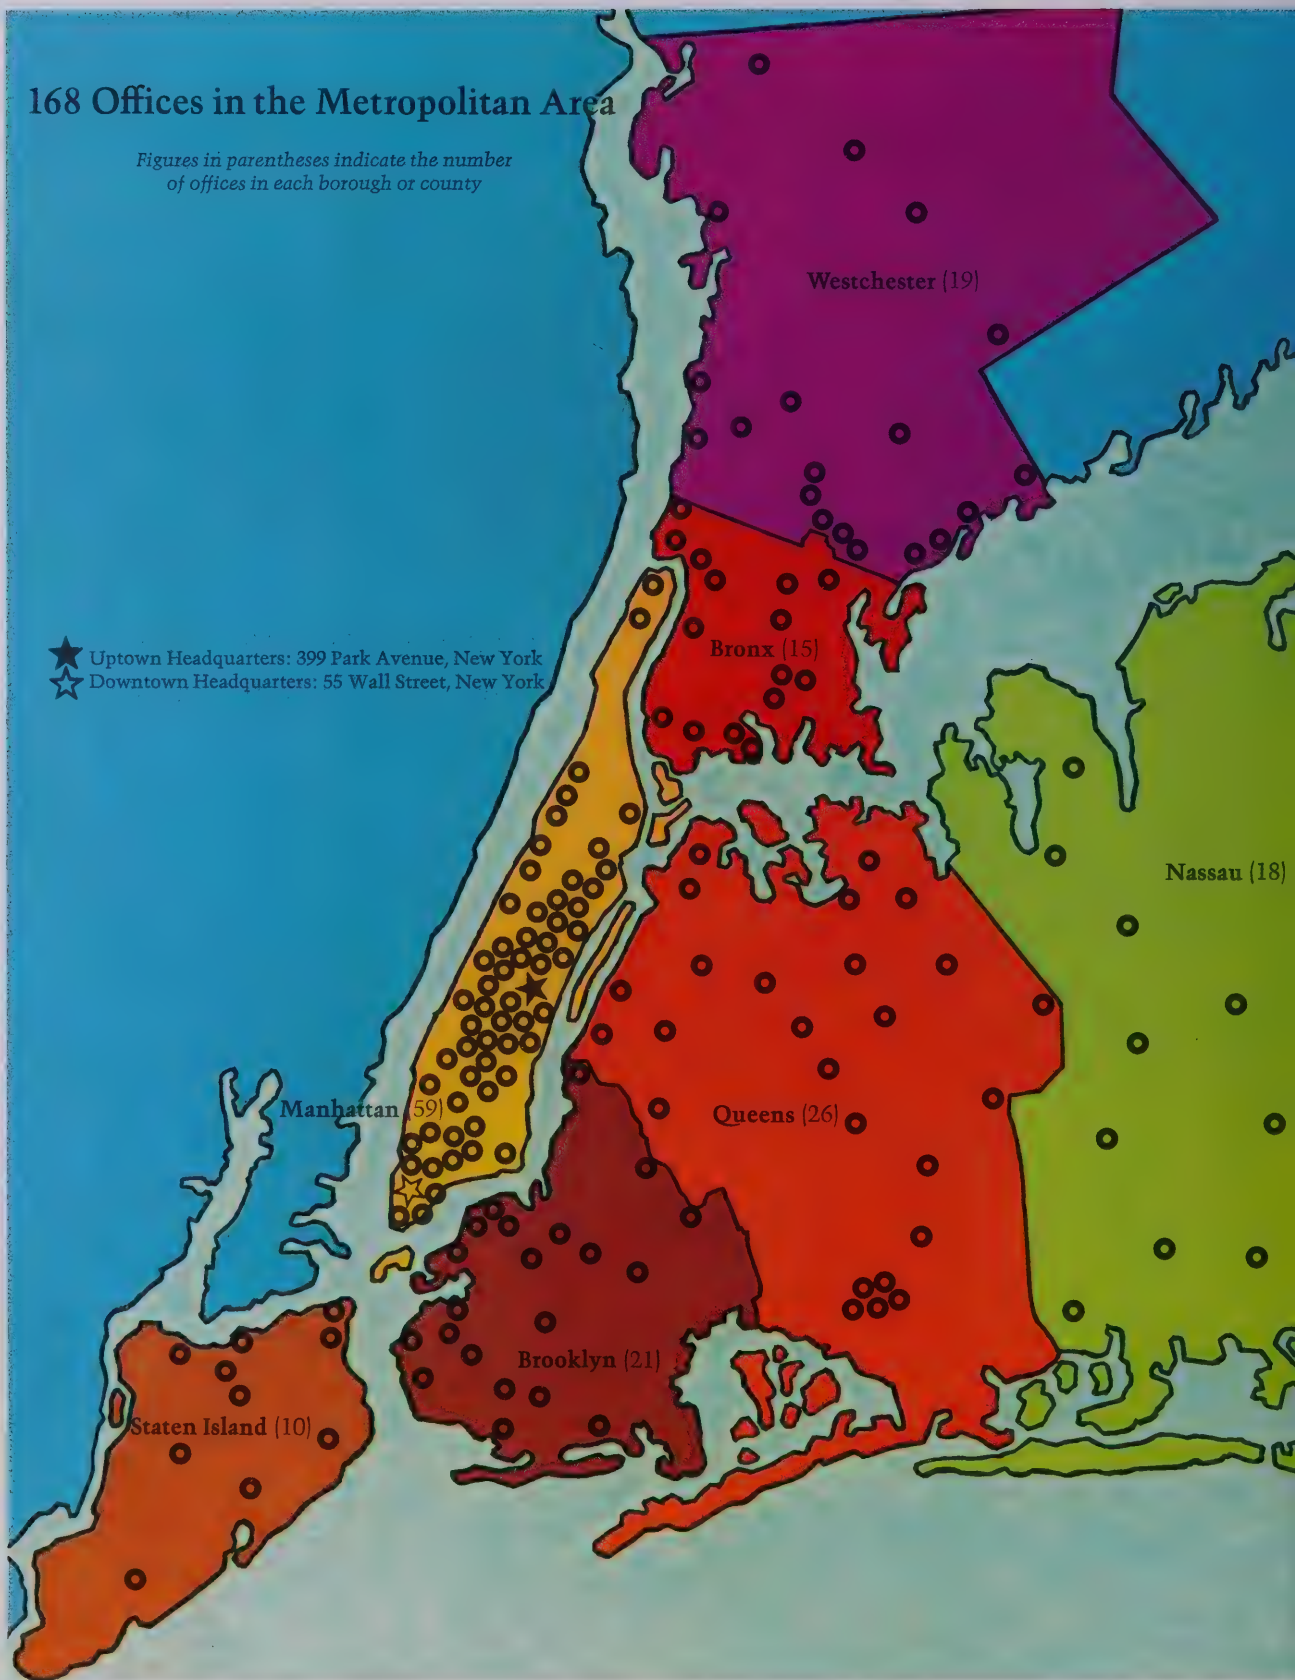 168 Offices in the Metropolitan Area
Figures in parentheses indicate the number
of offices in each borough or county
Westchester (19)
Uptown Headquarters: 399 Park Avenue, New York
Downtown Headquarters: 55 Wall Street, New York
Bronx (15)
Nassau (18)
Manhattan (59)
Queens (26)
Brooklyn (21)
Staten Island (10)